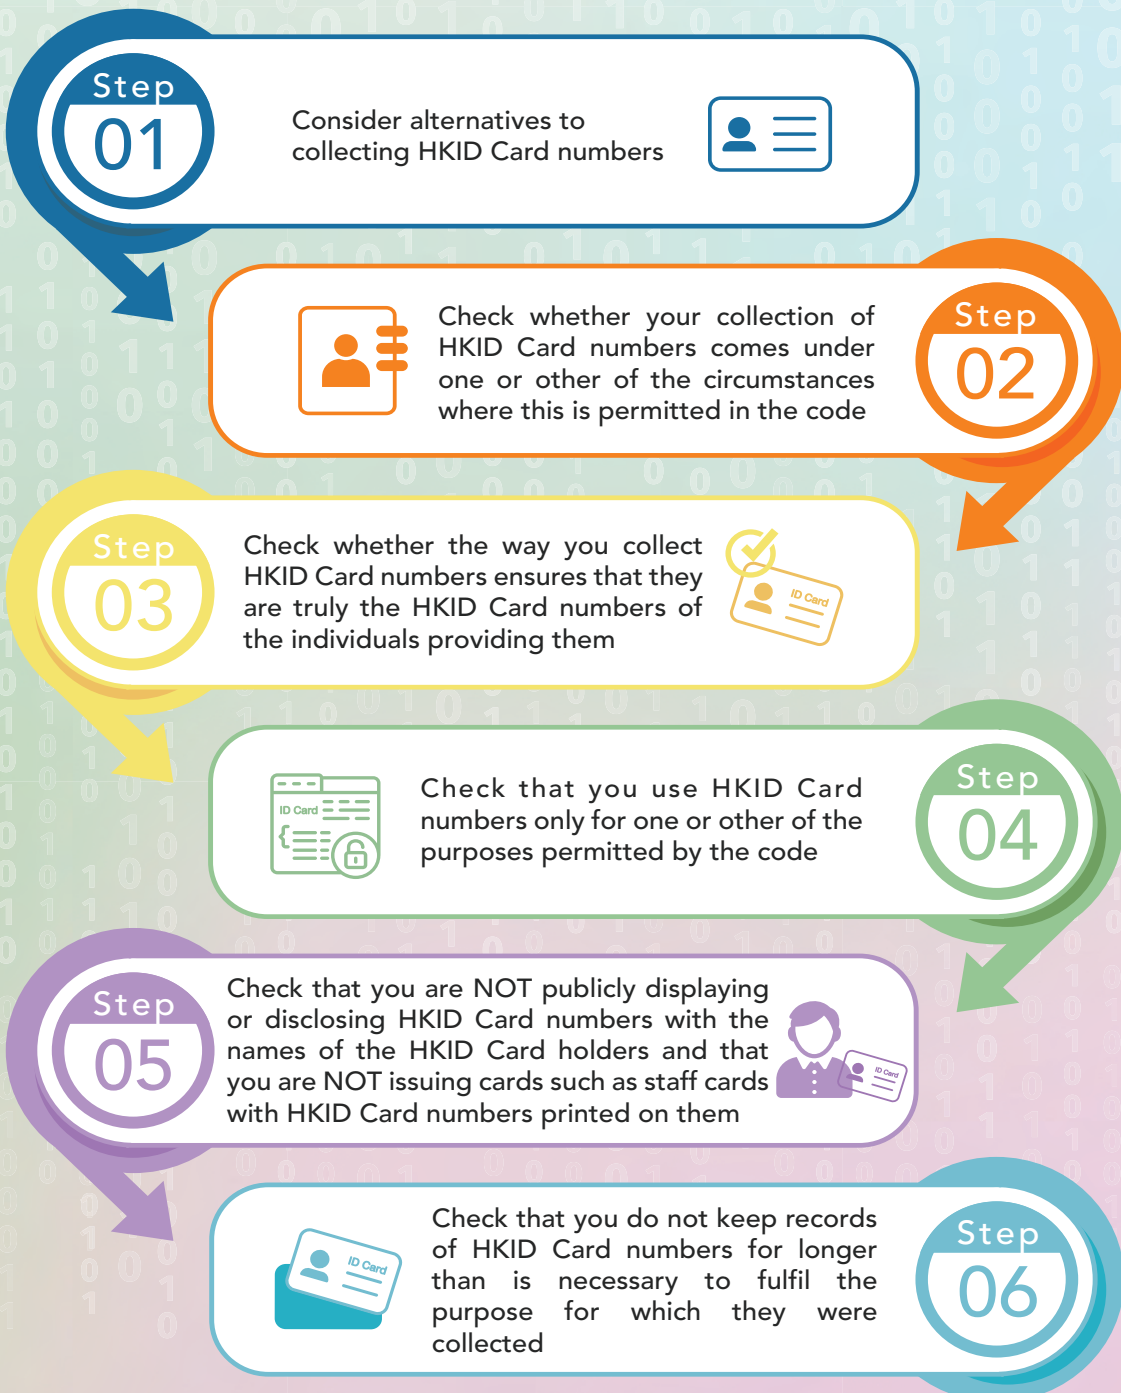 Step
01
Consider alternatives to
collecting HKID Card numbers
Step
02
Check whether your collection of
HKID Card numbers comes under
one or other of the circumstances
where this is permitted in the code
Step
03
Check whether the way you collect
HKID Card numbers ensures that they
are truly the HKID Card numbers of
the individuals providing them
ID Card
Step
04
ID Card
Check that you use HKID Card
numbers only for one or other of the
purposes permitted by the code
Step
05
Check that you are NOT publicly displaying
or disclosing HKID Card numbers with the
names of the HKID Card holders and that
you are NOT issuing cards such as staff cards
with HKID Card numbers printed on them
ID Card
Step
06
ID Card
Check that you do not keep records
of HKID Card numbers for longer
than is necessary to fulfil the
purpose for which they were
collected